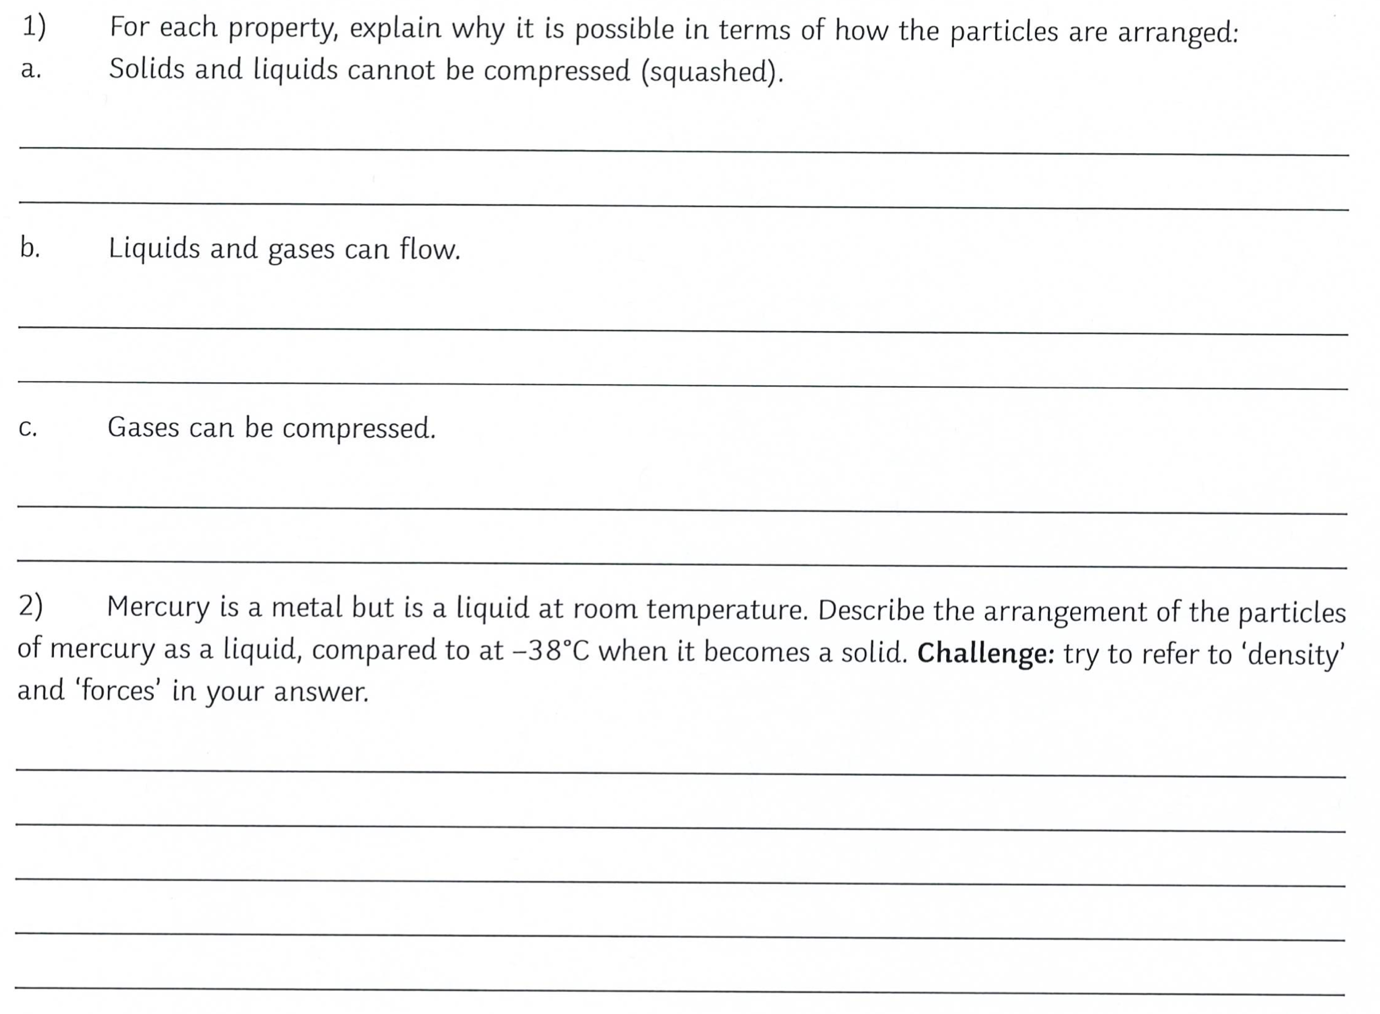 1) For each property, explain why it is possible in terms of how the particles are arranged:
a. Solids and liquids cannot be compressed (squashed).
b. Liquids and gases can flow.
c. Gases can be compressed.
2) Mercury is a metal but is a liquid at room temperature. Describe the arrangement of the particles
of mercury as a liquid, compared to at –38°C when it becomes a solid. Challenge: try to refer to ‘density’
and ‘forces’ in your answer.